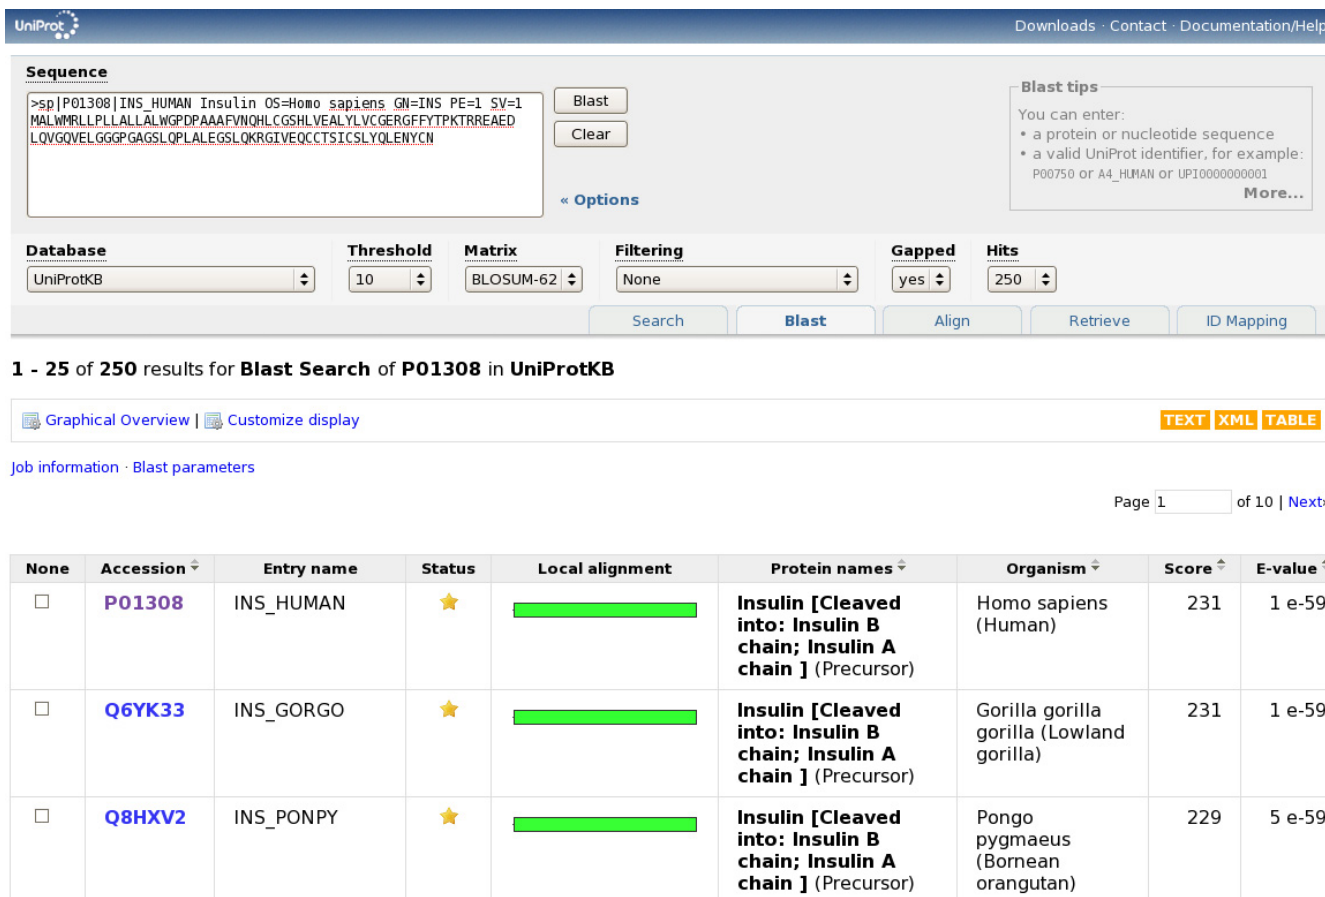 UniProt
Downloads · Contact · Documentation/Help
Sequence
>sp|P01308|INS_HUMAN Insulin OS=Homo sapiens GN=INS PE=1 SV=1
MALWMRLLPLLALLALWGPDPAAAFVNQHLCGSHLVEALYLVCGERGFFYTPKTRREAED
LQVGQVELGGGPGAGSLQPLALEGSLQKRGIVEQCCTSICSLYQLENYCN
Blast
Clear
« Options
Blast tips
You can enter:
• a protein or nucleotide sequence
• a valid UniProt identifier, for example:
P00750 or A4_HUMAN or UPI0000000001
More...
Database Threshold Matrix Filtering Gapped Hits
UniProtKB 10 BLOSUM-62 None yes 250
Search Blast Align Retrieve ID Mapping
1 - 25 of 250 results for Blast Search of P01308 in UniProtKB
Graphical Overview | Customize display
TEXT XML TABLE
Job information · Blast parameters
Page 1 of 10 | Next»
None Accession Entry name Status Local alignment Protein names Organism Score E-value
P01308 INS_HUMAN Insulin [Cleaved Homo sapiens 231 1 e-59
into: Insulin B (Human)
chain; Insulin A
chain ] (Precursor)
Q6YK33 INS_GORGO Insulin [Cleaved Gorilla gorilla 231 1 e-59
into: Insulin B gorilla (Lowland
chain; Insulin A gorilla)
chain ] (Precursor)
Q8HXV2 INS_PONPY Insulin [Cleaved Pongo 229 5 e-59
into: Insulin B pygmaeus
chain; Insulin A (Bornean
chain ] (Precursor) orangutan)